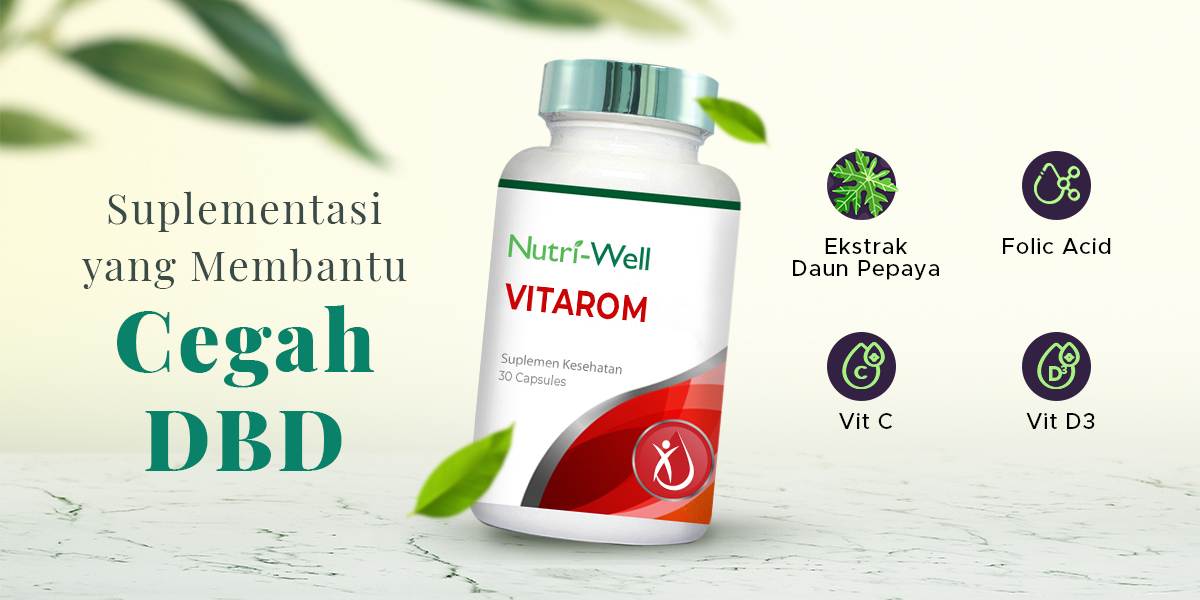 Suplementasi
yang Membantu
Cegah
DBD
Nutri-Well
VITAROM
Suplemen Kesehatan
30 Capsules
Ekstrak
Daun Pepaya
Folic Acid
C
Vit C
D3
Vit D3